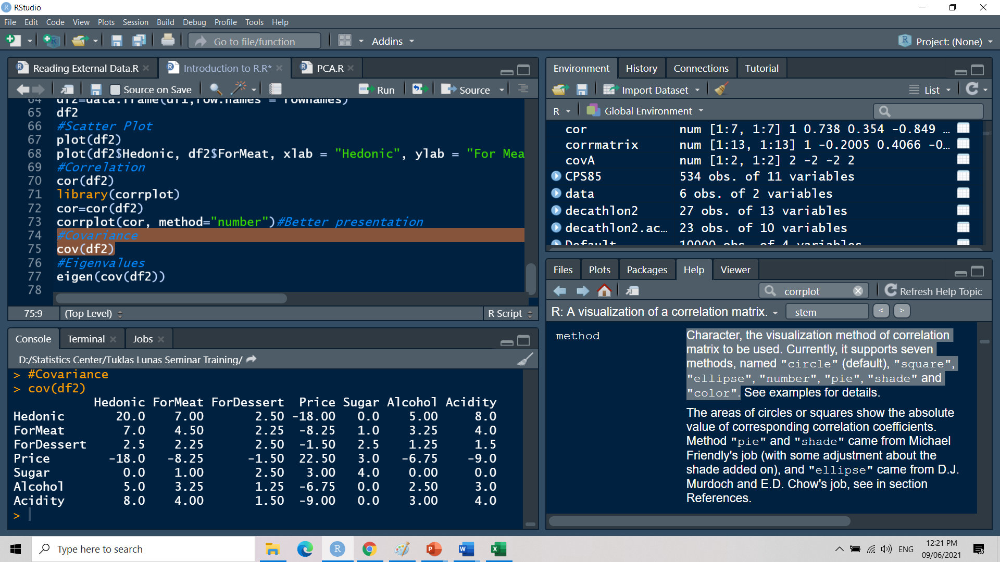 RStudio
File Edit Code View Plots Session Build Debug Profile Tools Help
Go to file/function
Addins
Project: (None)
Reading External Data.R
Introduction to R.R*
PCA.R
Source on Save
Run
Source
64 df2=data.frame(df1,row.names = rownames)
65 df2
66 #Scatter Plot
67 plot(df2)
68 plot(df2$Hedonic, df2$ForMeat, xlab = "Hedonic", ylab = "For Mea
69 #Correlation
70 cor(df2)
71 library(corrplot)
72 cor=cor(df2)
73 corrplot(cor, method="number")#Better presentation
74 #Covariance
75 cov(df2)
76 #Eigenvalues
77 eigen(cov(df2))
78
75:9 (Top Level) R Script
Console Terminal Jobs
D:/Statistics Center/Tuklas Lunas Seminar Training/
> #Covariance
> cov(df2)
Hedonic ForMeat ForDessert Price Sugar Alcohol Acidity
Hedonic 20.0 7.00 2.50 -18.00 0.0 5.00 8.0
ForMeat 7.0 4.50 2.25 -8.25 1.0 3.25 4.0
ForDessert 2.5 2.25 2.50 -1.50 2.5 1.25 1.5
Price -18.0 -8.25 -1.50 22.50 3.0 -6.75 -9.0
Sugar 0.0 1.00 2.50 3.00 4.0 0.00 0.0
Alcohol 5.0 3.25 1.25 -6.75 0.0 2.50 3.0
Acidity 8.0 4.00 1.50 -9.00 0.0 3.00 4.0
>
Environment History Connections Tutorial
Import Dataset
List
R Global Environment
cor num [1:7, 1:7] 1 0.738 0.354 -0.849 ...
corrmatrix num [1:13, 1:13] 1 -0.2005 0.4066 -0...
covA num [1:2, 1:2] 2 -2 -2 2
CPS85 534 obs. of 11 variables
data 6 obs. of 2 variables
decathlon2 27 obs. of 13 variables
decathlon2.ac... 23 obs. of 10 variables
Default 10000 obs. of 4 variables
Files Plots Packages Help Viewer
corrplot
Refresh Help Topic
R: A visualization of a correlation matrix.
stem
< >
method
Character, the visualization method of correlation
matrix to be used. Currently, it supports seven
methods, named "circle" (default), "square",
"ellipse", "number", "pie", "shade" and
"color". See examples for details.
The areas of circles or squares show the absolute
value of corresponding correlation coefficients.
Method "pie" and "shade" came from Michael
Friendly's job (with some adjustment about the
shade added on), and "ellipse" came from D.J.
Murdoch and E.D. Chow's job, see in section
References.
Type here to search
ENG
12:21 PM
09/06/2021